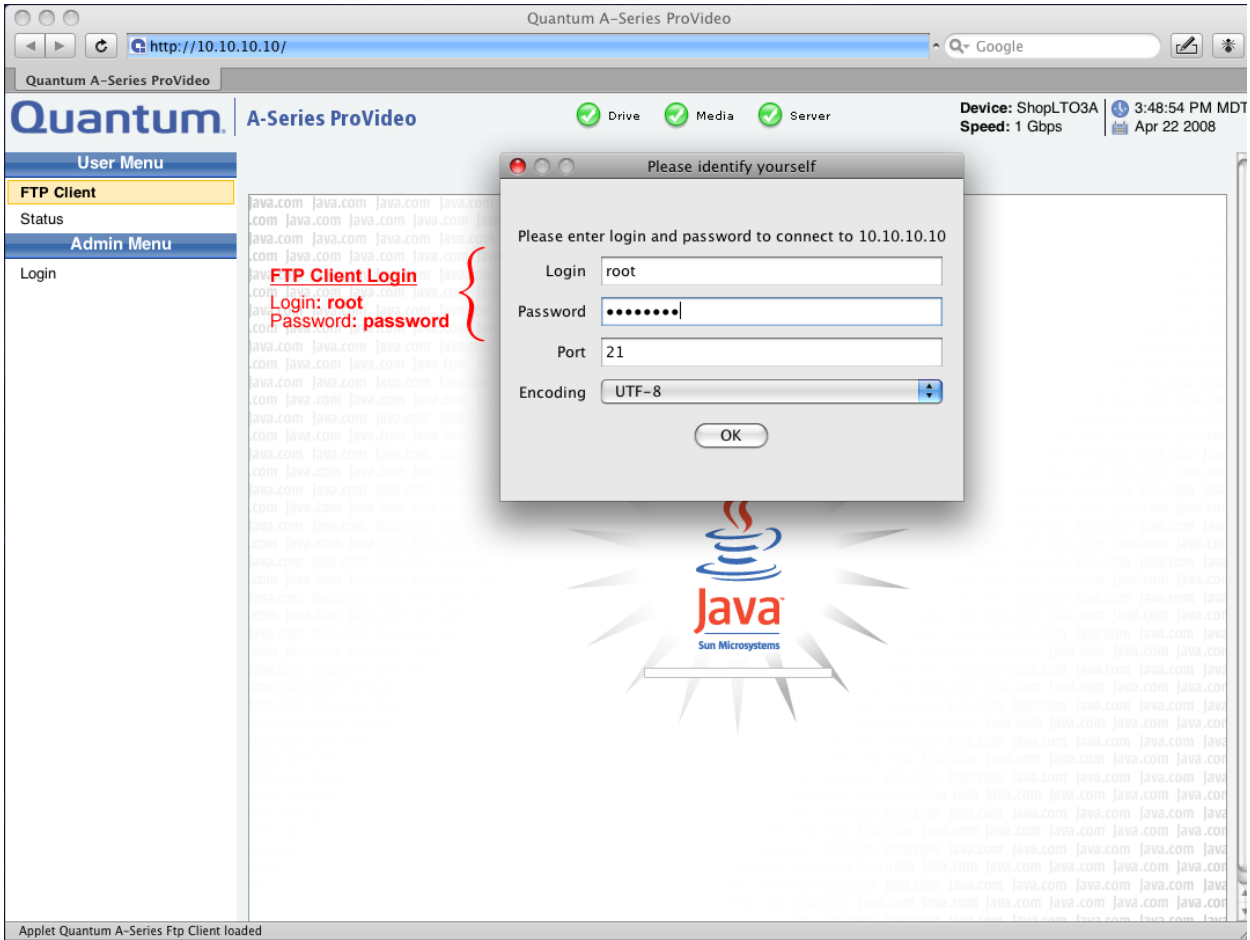 Quantum A-Series ProVideo
http://10.10.10.10/
Google
Quantum A-Series ProVideo
Quantum.
A-Series ProVideo
Drive
Media
Server
Device: ShopLTO3A
Speed: 1 Gbps
3:48:54 PM MDT
Apr 22 2008
User Menu
FTP Client
Status
Admin Menu
Login
FTP Client Login
Login: root
Password: password
Please identify yourself
Please enter login and password to connect to 10.10.10.10
Login root
Password ••••••••
Port 21
Encoding UTF-8
OK
Java™
Sun Microsystems
Applet Quantum A-Series Ftp Client loaded